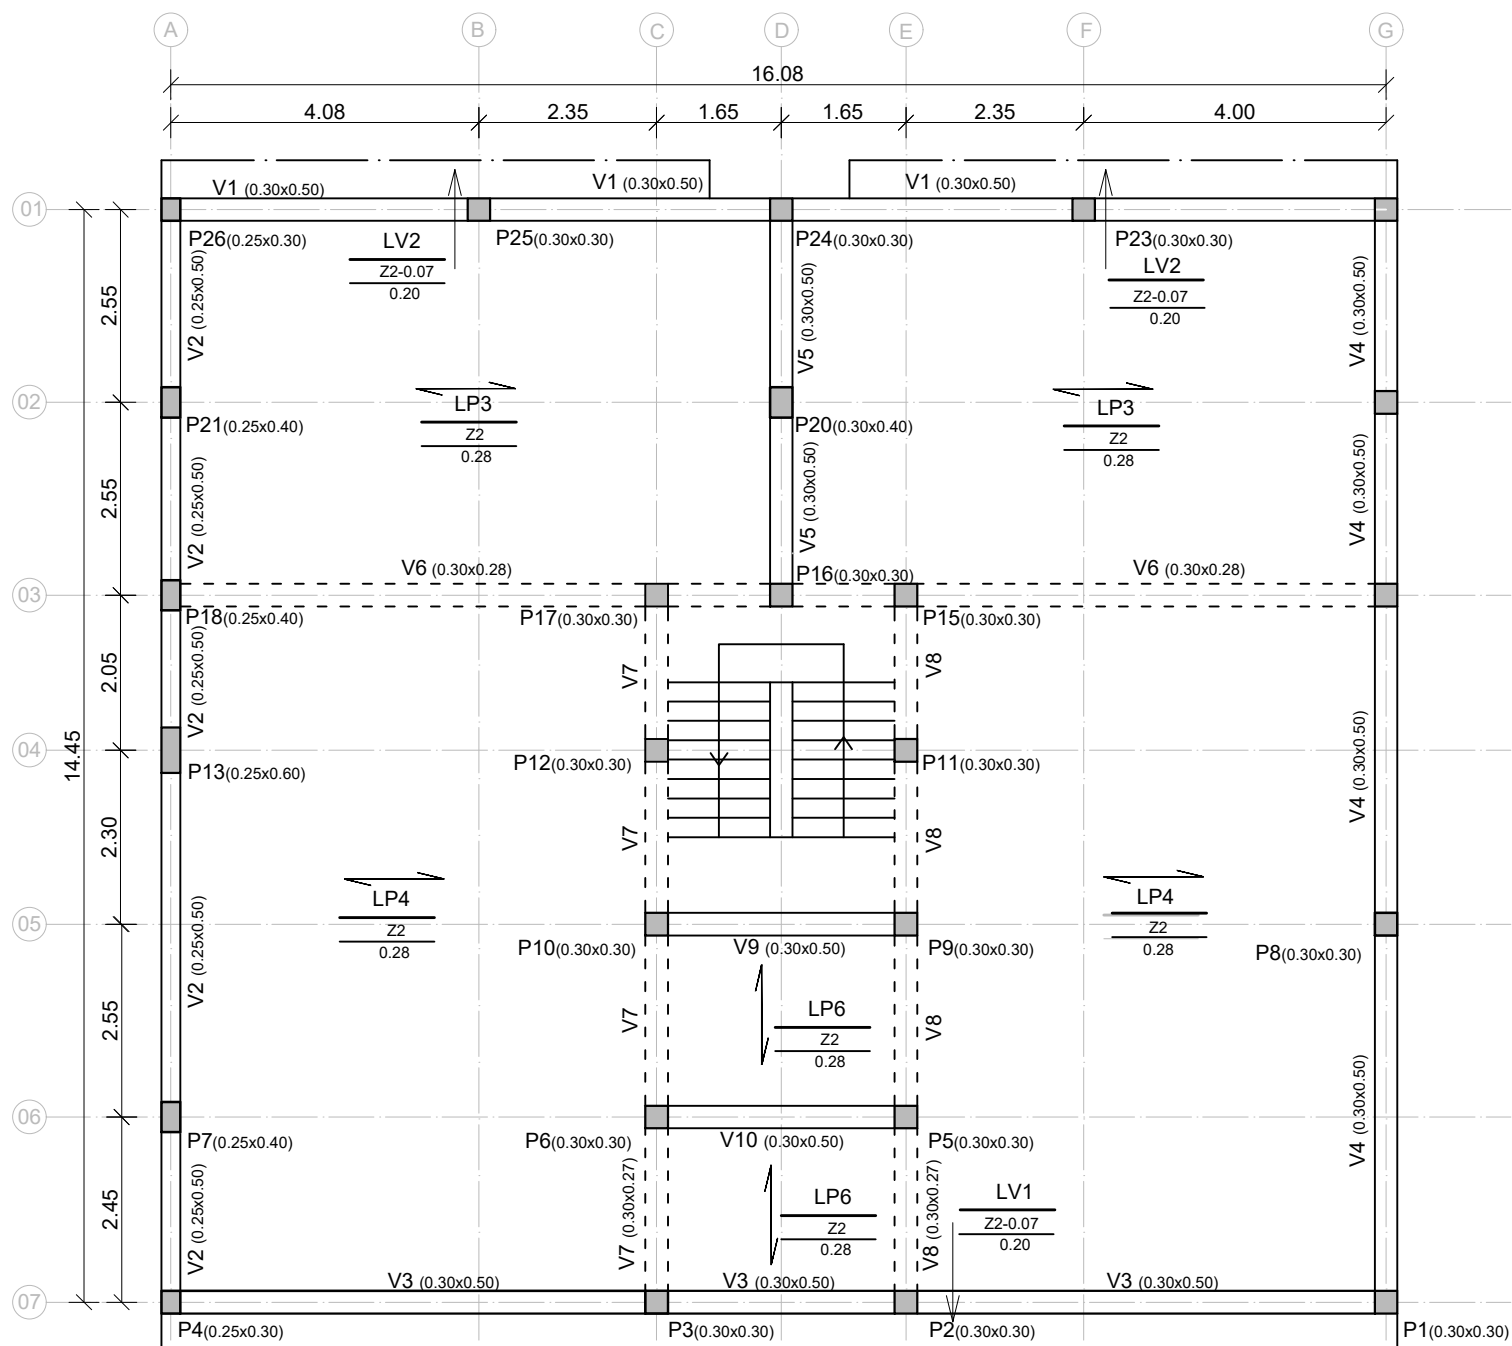 A B C D E F G
16.08
4.08 2.35 1.65 1.65 2.35 4.00
V1 (0.30x0.50) V1 (0.30x0.50) V1 (0.30x0.50)
01
P26(0.25x0.30) LV2 P25(0.30x0.30) P24(0.30x0.30) P23(0.30x0.30)
Z2-0.07
0.20
LV2
Z2-0.07
0.20
2.55
V2 (0.25x0.50)
V5 (0.30x0.50)
V4 (0.30x0.50)
02
LP3
Z2
0.28
LP3
Z2
0.28
P21(0.25x0.40) P20(0.30x0.40)
2.55
V2 (0.25x0.50)
V5 (0.30x0.50)
V4 (0.30x0.50)
V6 (0.30x0.28) P16(0.30x0.30) V6 (0.30x0.28)
03
P18(0.25x0.40) P17(0.30x0.30) P15(0.30x0.30)
2.05
V2 (0.25x0.50)
V7
V8
04
14.45
P13(0.25x0.60) P12(0.30x0.30) P11(0.30x0.30)
V4 (0.30x0.50)
2.30
V7
V8
LP4
Z2
0.28
LP4
Z2
0.28
05
V2 (0.25x0.50)
P10(0.30x0.30) V9 (0.30x0.50) P9(0.30x0.30) P8(0.30x0.30)
2.55
V7
LP6
Z2
0.28
V8
06
P7(0.25x0.40) P6(0.30x0.30) V10 (0.30x0.50) P5(0.30x0.30)
V4 (0.30x0.50)
2.45
V2 (0.25x0.50)
V7 (0.30x0.27)
LP6
Z2
0.28
V8 (0.30x0.27)
LV1
Z2-0.07
0.20
V3 (0.30x0.50) V3 (0.30x0.50) V3 (0.30x0.50)
07
P4(0.25x0.30) P3(0.30x0.30) P2(0.30x0.30) P1(0.30x0.30)